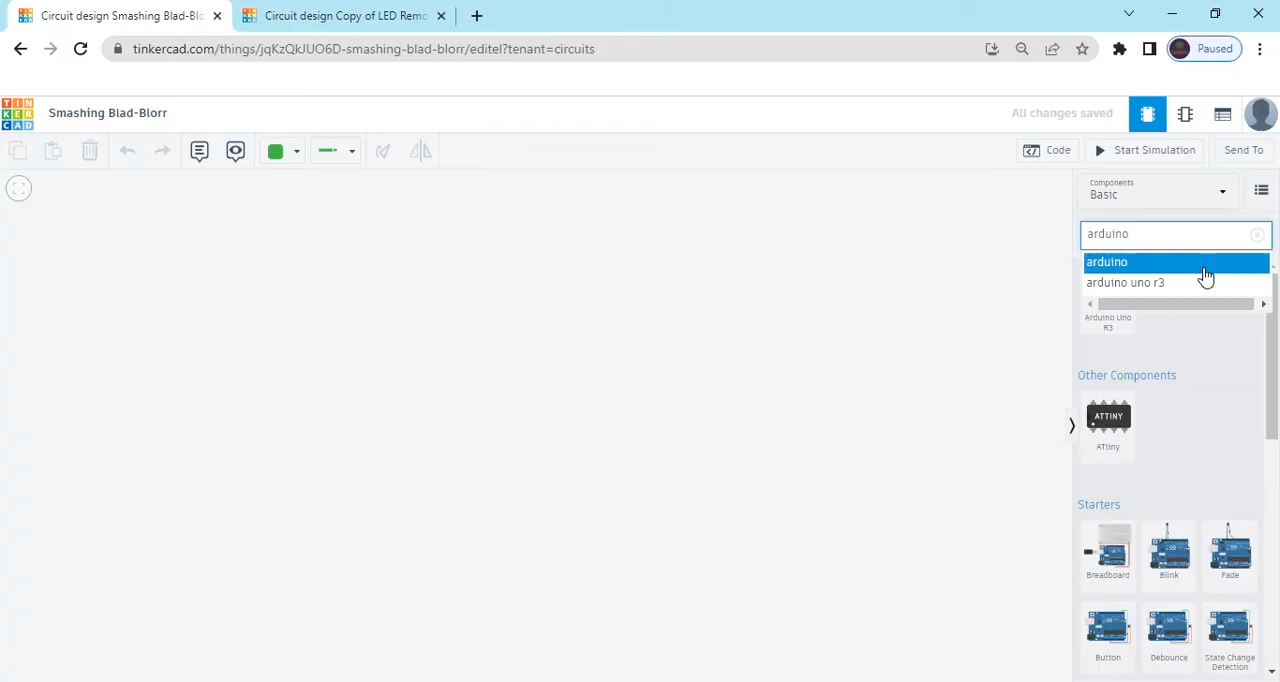 Circuit design Smashing Blad-Blo
Circuit design Copy of LED Remo
tinkercad.com/things/jqKzQkJUO6D-smashing-blad-blorr/editel?tenant=circuits
Paused
TIN
KER
CAD
Smashing Blad-Blorr
All changes saved
Code
Start Simulation
Send To
Components
Basic
arduino
arduino
arduino uno r3
Arduino Uno
R3
Other Components
ATTINY
ATtiny
Starters
Breadboard
Blink
Fade
Button
Debounce
State Change
Detection